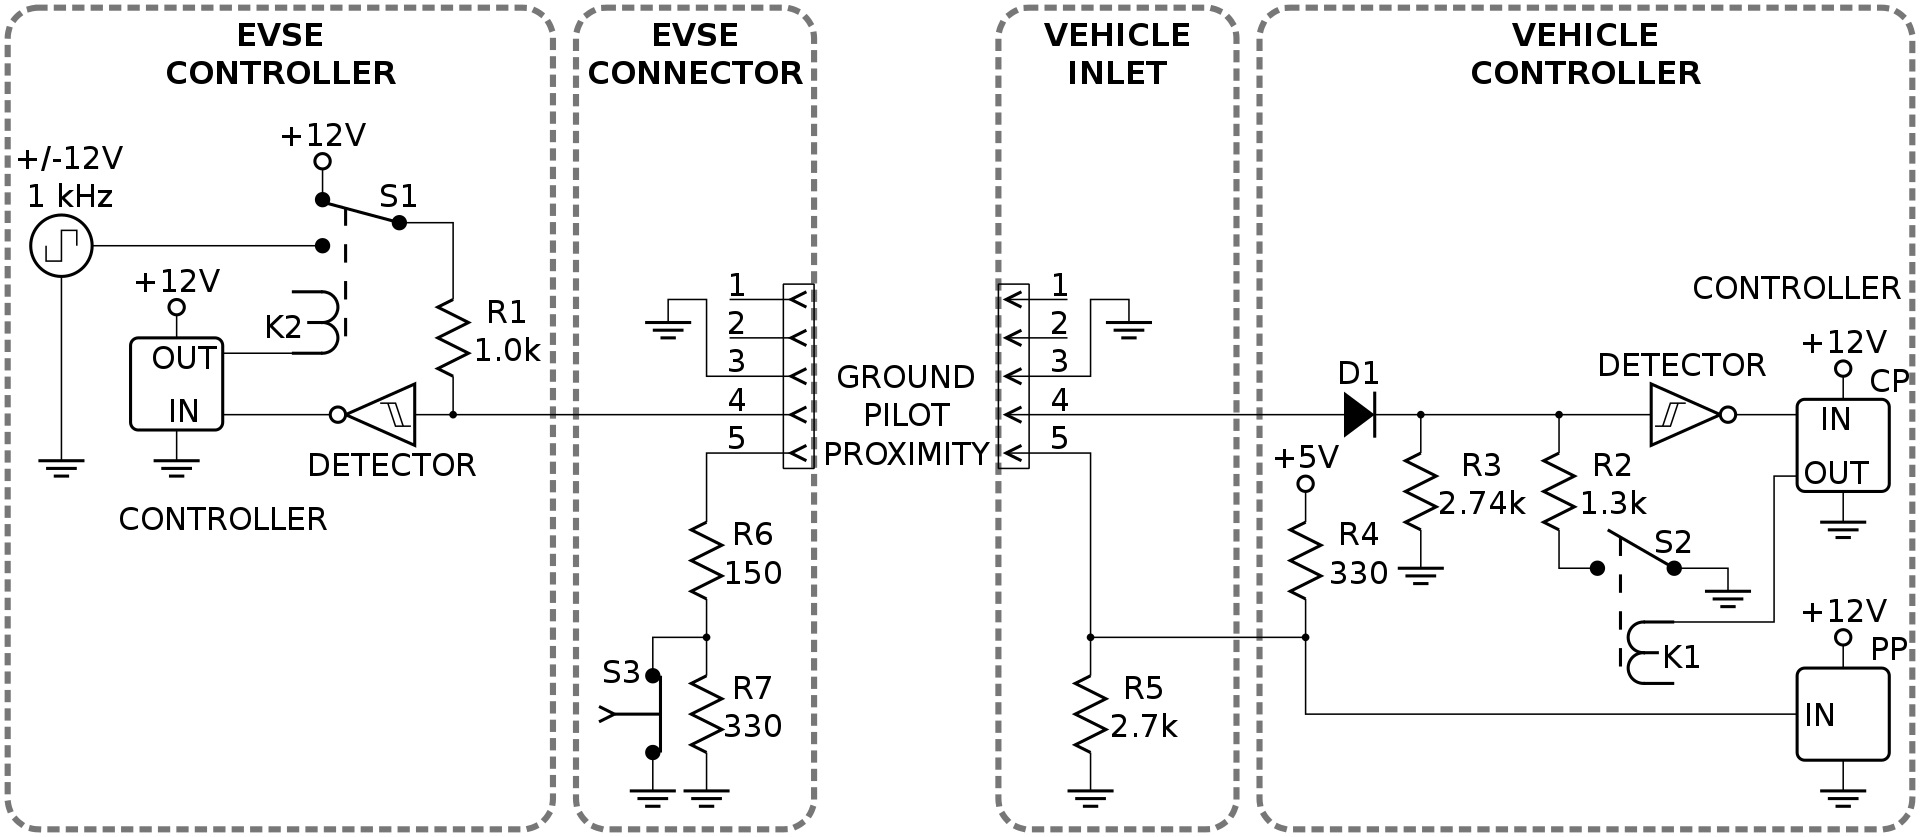 EVSE
CONTROLLER
+12V
+/-12V
1 kHz
S1
+12V
K2
R1
1.0k
OUT
IN
DETECTOR
CONTROLLER
EVSE
CONNECTOR
1
2
3
4
5
R6
150
S3
R7
330
GROUND
PILOT
PROXIMITY
VEHICLE
INLET
1
2
3
4
5
R5
2.7k
VEHICLE
CONTROLLER
CONTROLLER
+12V
CP
DETECTOR
D1
IN
OUT
+5V
R3
2.74k
R2
1.3k
R4
330
S2
K1
+12V
PP
IN